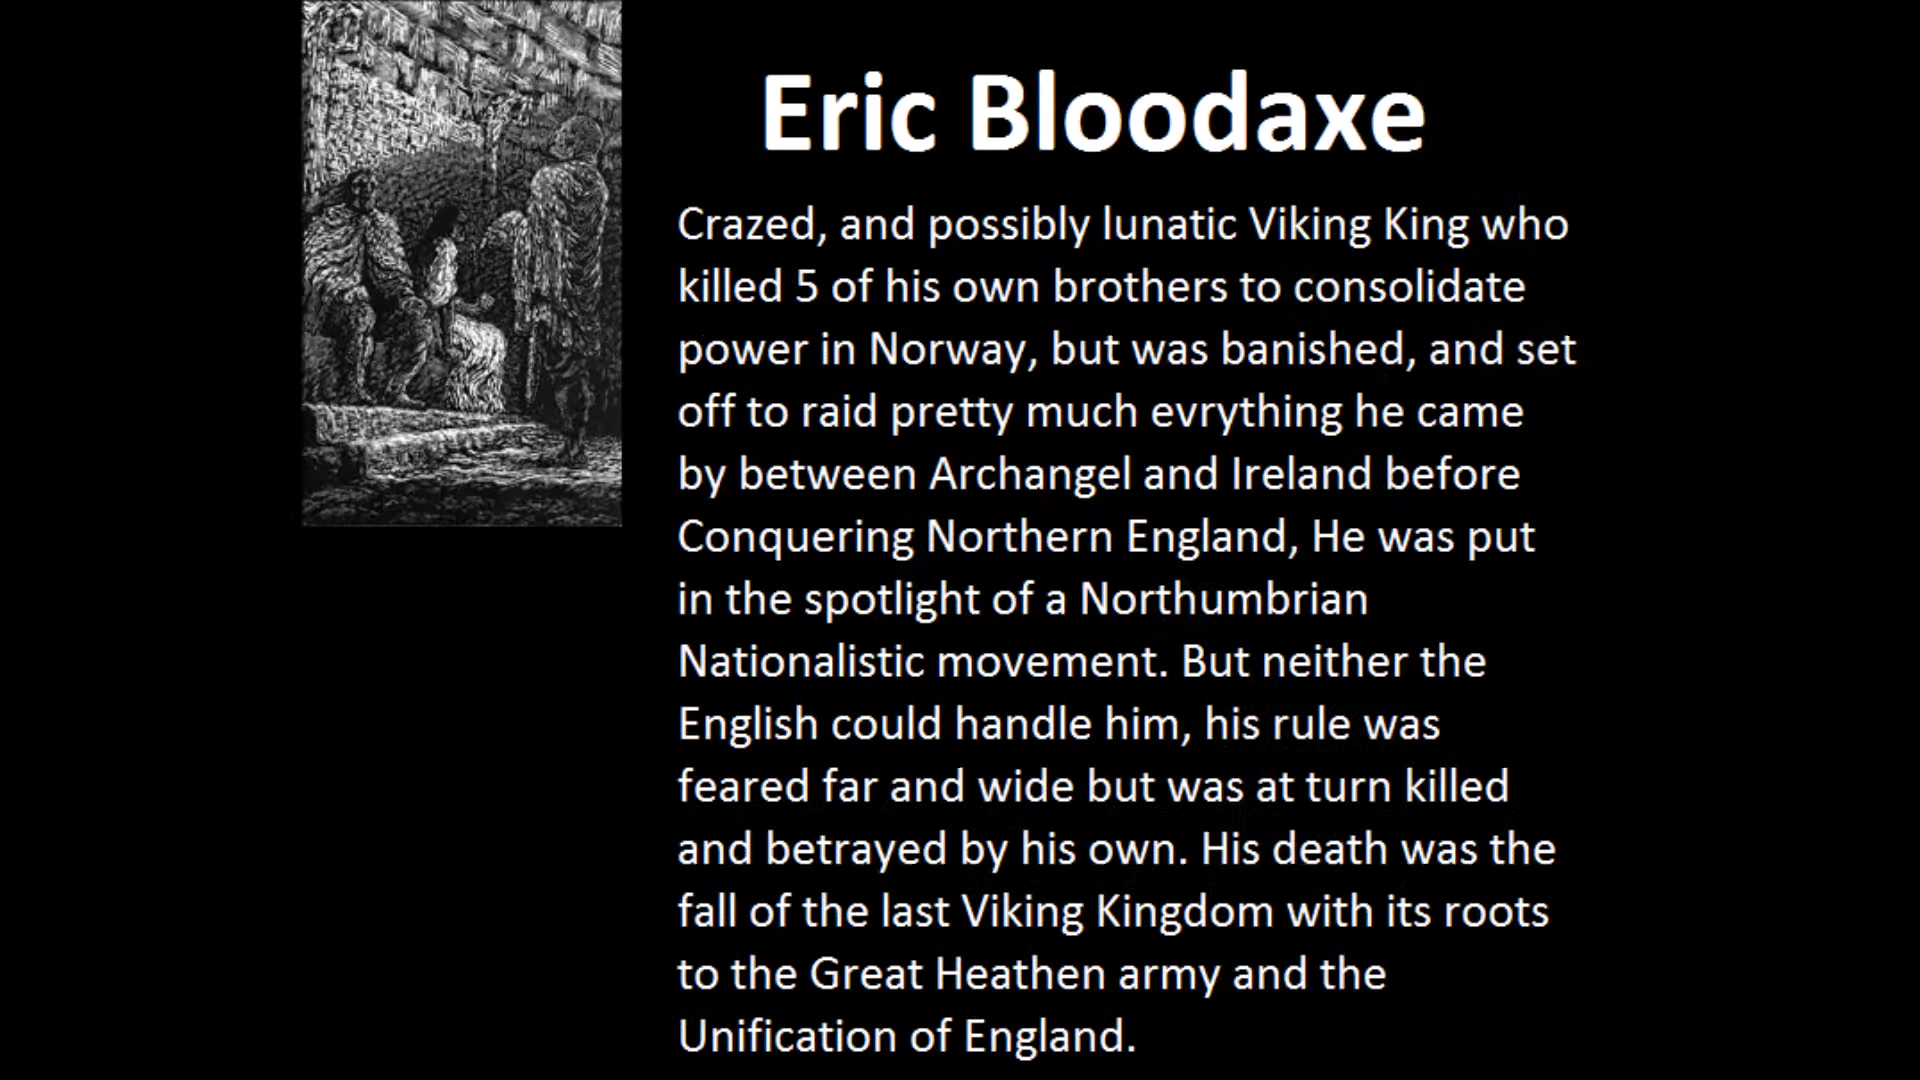 Eric Bloodaxe
Crazed, and possibly lunatic Viking King who
killed 5 of his own brothers to consolidate
power in Norway, but was banished, and set
off to raid pretty much evrything he came
by between Archangel and Ireland before
Conquering Northern England, He was put
in the spotlight of a Northumbrian
Nationalistic movement. But neither the
English could handle him, his rule was
feared far and wide but was at turn killed
and betrayed by his own. His death was the
fall of the last Viking Kingdom with its roots
to the Great Heathen army and the
Unification of England.